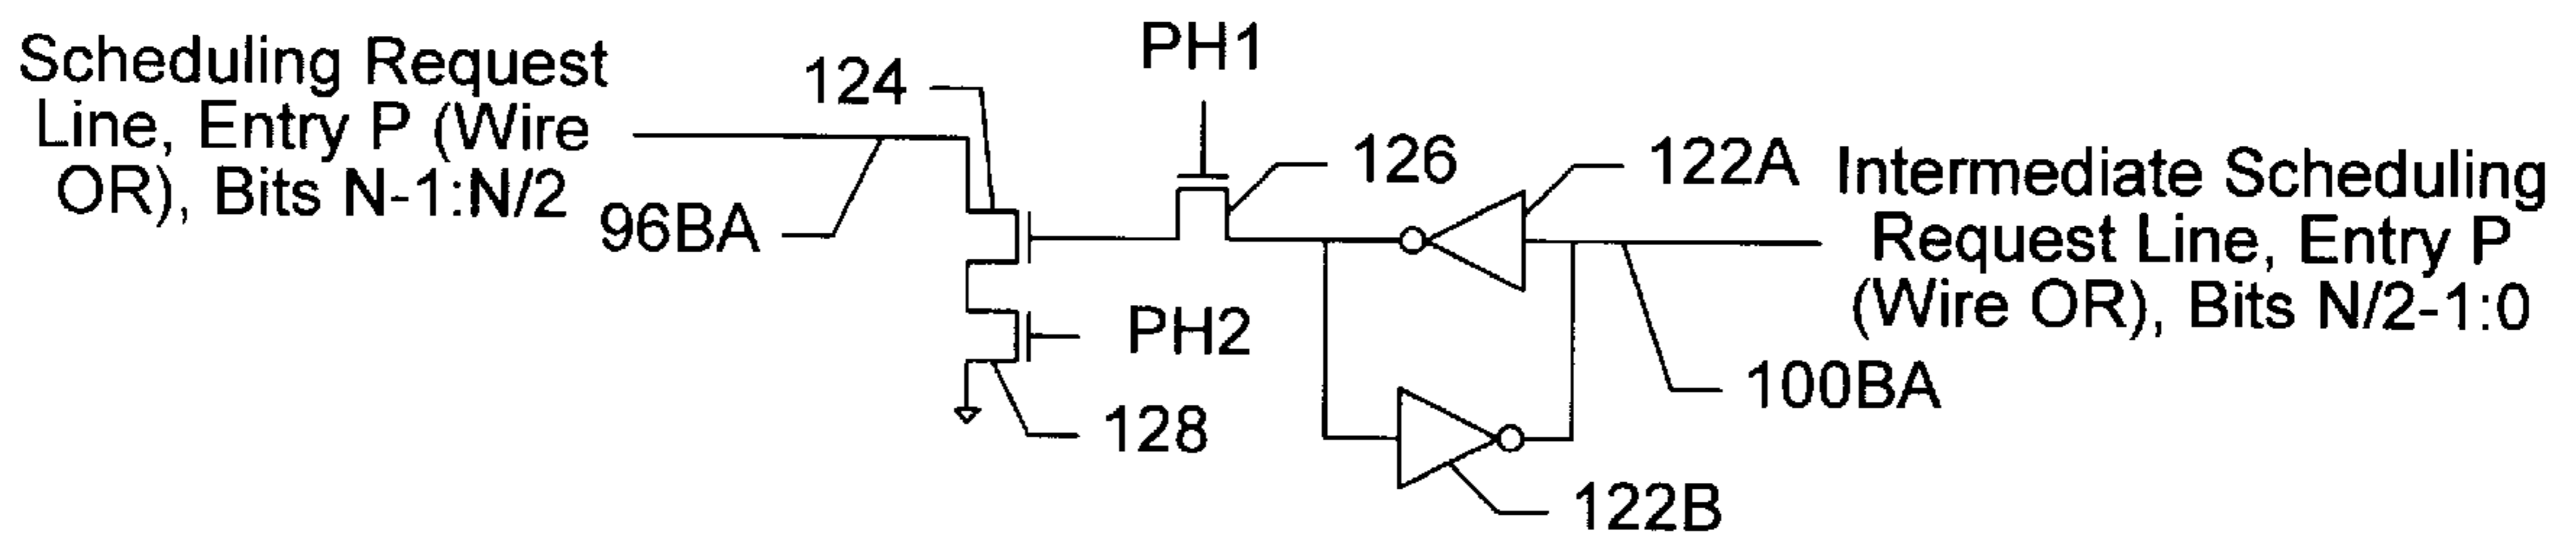 Scheduling Request
Line, Entry P (Wire
OR), Bits N-1:N/2
96BA
124
PH1
126
122A
Intermediate Scheduling
Request Line, Entry P
(Wire OR), Bits N/2-1:0
100BA
PH2
128
122B